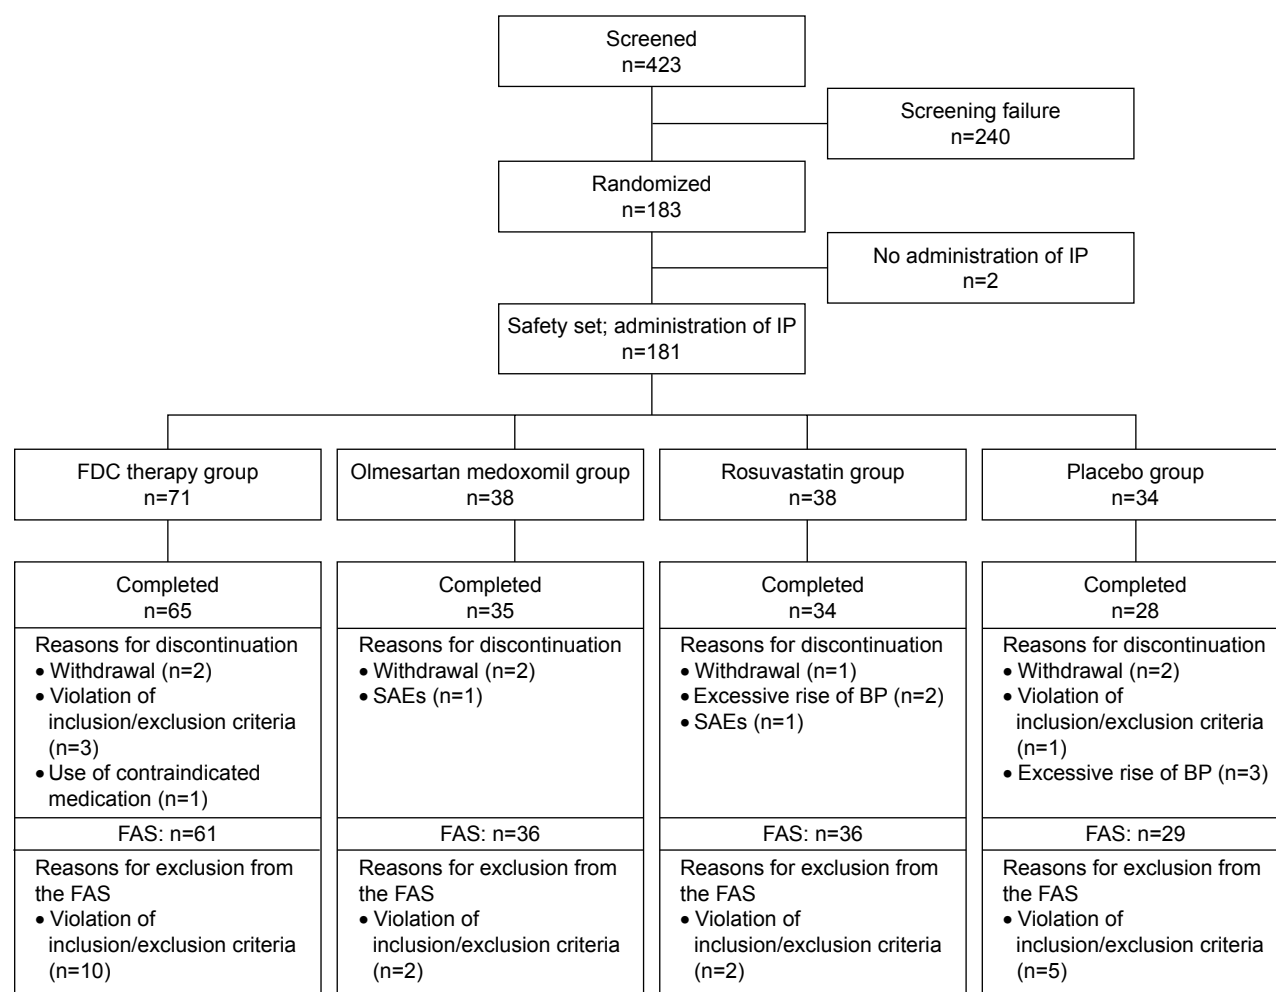 Screened
n=423
Screening failure
n=240
Randomized
n=183
No administration of IP
n=2
Safety set; administration of IP
n=181
FDC therapy group
n=71
Olmesartan medoxomil group
n=38
Rosuvastatin group
n=38
Placebo group
n=34
Completed
n=65
Reasons for discontinuation
• Withdrawal (n=2)
• Violation of
inclusion/exclusion criteria
(n=3)
• Use of contraindicated
medication (n=1)
FAS: n=61
Reasons for exclusion from
the FAS
• Violation of
inclusion/exclusion criteria
(n=10)
Completed
n=35
Reasons for discontinuation
• Withdrawal (n=2)
• SAEs (n=1)
FAS: n=36
Reasons for exclusion from
the FAS
• Violation of
inclusion/exclusion criteria
(n=2)
Completed
n=34
Reasons for discontinuation
• Withdrawal (n=1)
• Excessive rise of BP (n=2)
• SAEs (n=1)
FAS: n=36
Reasons for exclusion from
the FAS
• Violation of
inclusion/exclusion criteria
(n=2)
Completed
n=28
Reasons for discontinuation
• Withdrawal (n=2)
• Violation of
inclusion/exclusion criteria
(n=1)
• Excessive rise of BP (n=3)
FAS: n=29
Reasons for exclusion from
the FAS
• Violation of
inclusion/exclusion criteria
(n=5)